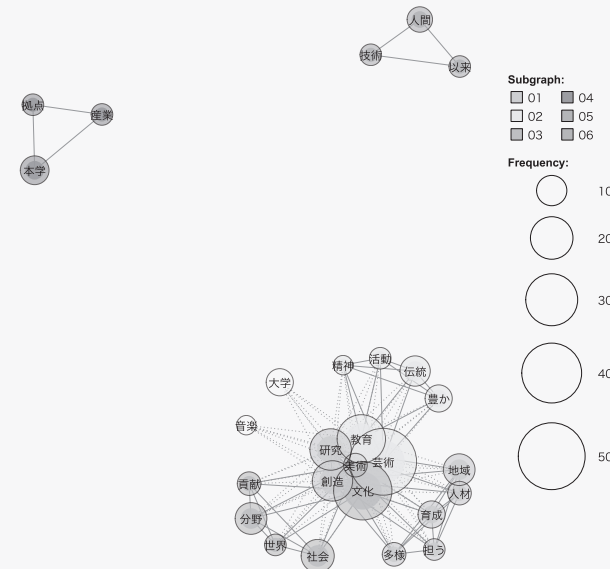 人間
技術
以来
拠点
産業
本学
Subgraph:
01 04
02 05
03 06
Frequency:
10
20
30
40
50
精神
活動
伝統
大学
豊か
音楽
教育
研究
美術
芸術
創造
文化
貢献
地域
人材
分野
育成
世界
社会
多様
担う